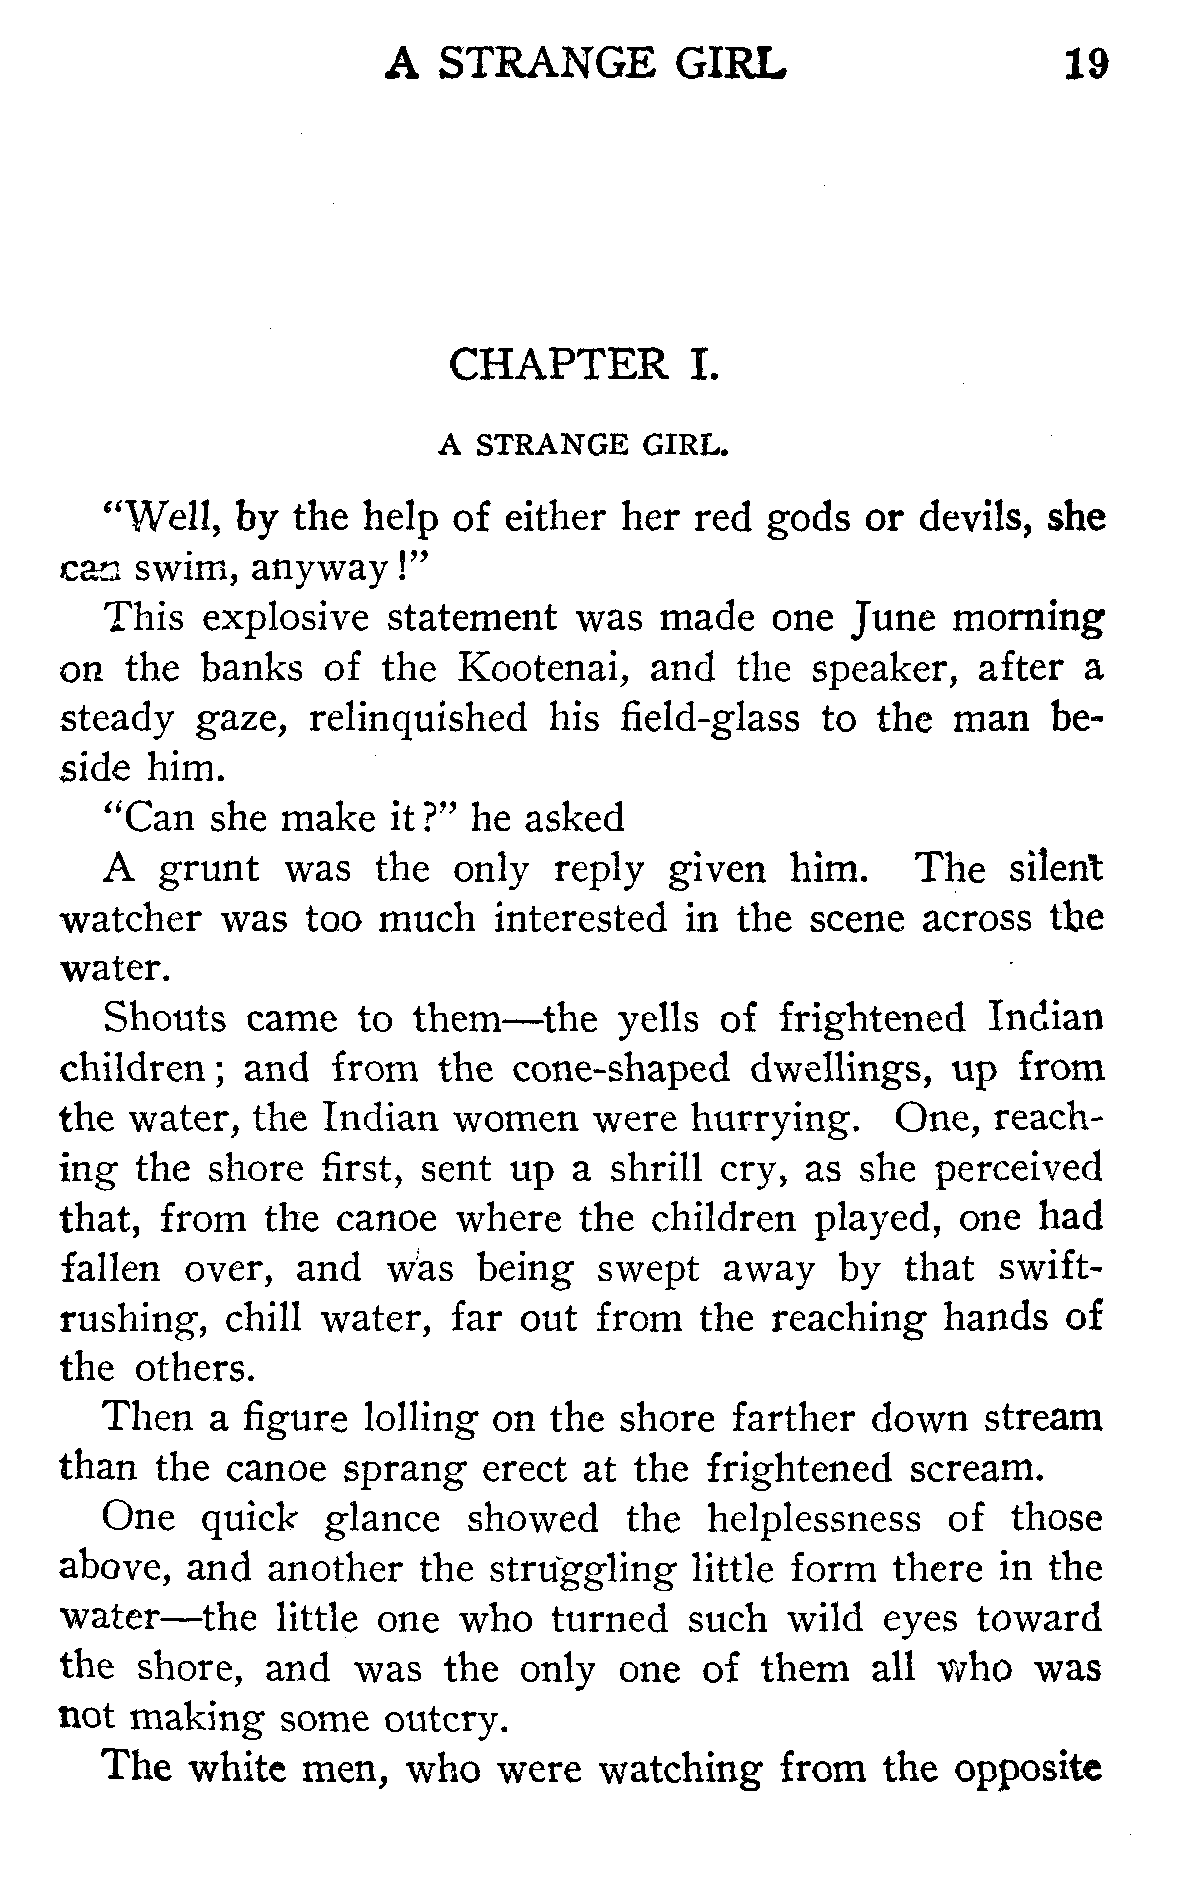 A STRANGE GIRL 19
CHAPTER I.
A STRANGE GIRL.
“Well, by the help of either her red gods or devils, she
can swim, anyway!”
This explosive statement was made one June morning
on the banks of the Kootenai, and the speaker, after a
steady gaze, relinquished his field-glass to the man be-
side him.
“Can she make it?” he asked
A grunt was the only reply given him. The silent
watcher was too much interested in the scene across the
water.
Shouts came to them—the yells of frightened Indian
children; and from the cone-shaped dwellings, up from
the water, the Indian women were hurrying. One, reach-
ing the shore first, sent up a shrill cry, as she perceived
that, from the canoe where the children played, one had
fallen over, and was being swept away by that swift-
rushing, chill water, far out from the reaching hands of
the others.
Then a figure lolling on the shore farther down stream
than the canoe sprang erect at the frightened scream.
One quick glance showed the helplessness of those
above, and another the struggling little form there in the
water—the little one who turned such wild eyes toward
the shore, and was the only one of them all who was
not making some outcry.
The white men, who were watching from the opposite